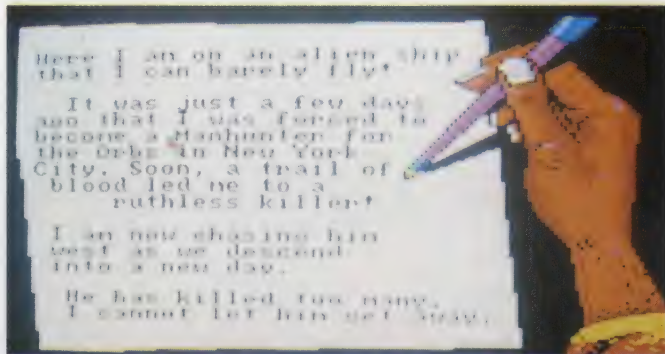 Here I am on an alien ship
that I can barely fly!
It was just a few days
ago that I was forced to
become a Manhunter for
the Orbs in New York
City. Soon, a trail of
blood led me to a
ruthless killer!
I am now chasing him
west as we descend
into a new day.
He has killed too many,
I cannot let him get away.